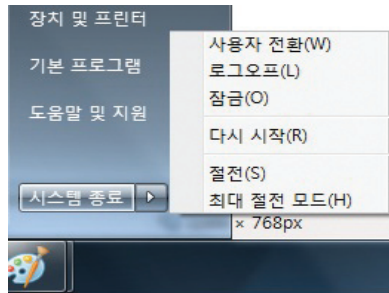 장치 및 프린터
기본 프로그램
도움말 및 지원
시스템 종료
사용자 전환(W)
로그오프(L)
잠금(O)
다시 시작(R)
절전(S)
최대 절전 모드(H)
× 768px